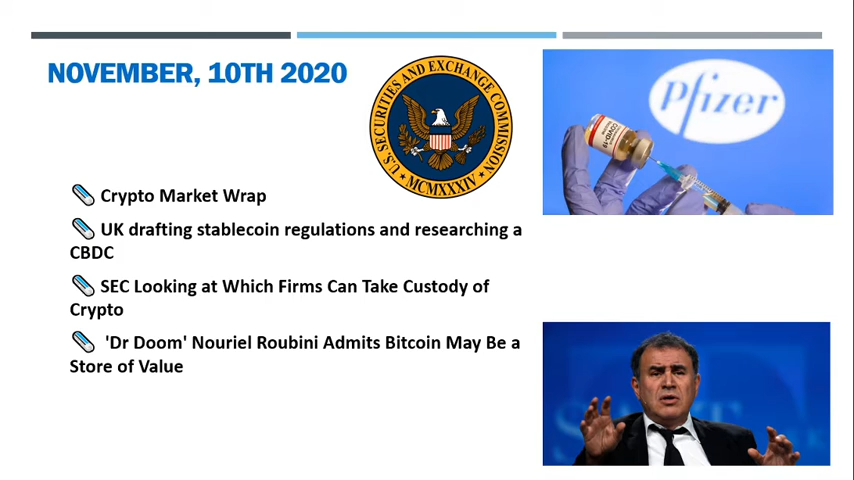 NOVEMBER, 10TH 2020
U.S. SECURITIES AND EXCHANGE COMMISSION
MCMXXXIV
Pfizer
COVID-19
Crypto Market Wrap
UK drafting stablecoin regulations and researching a
CBDC
SEC Looking at Which Firms Can Take Custody of
Crypto
'Dr Doom' Nouriel Roubini Admits Bitcoin May Be a
Store of Value